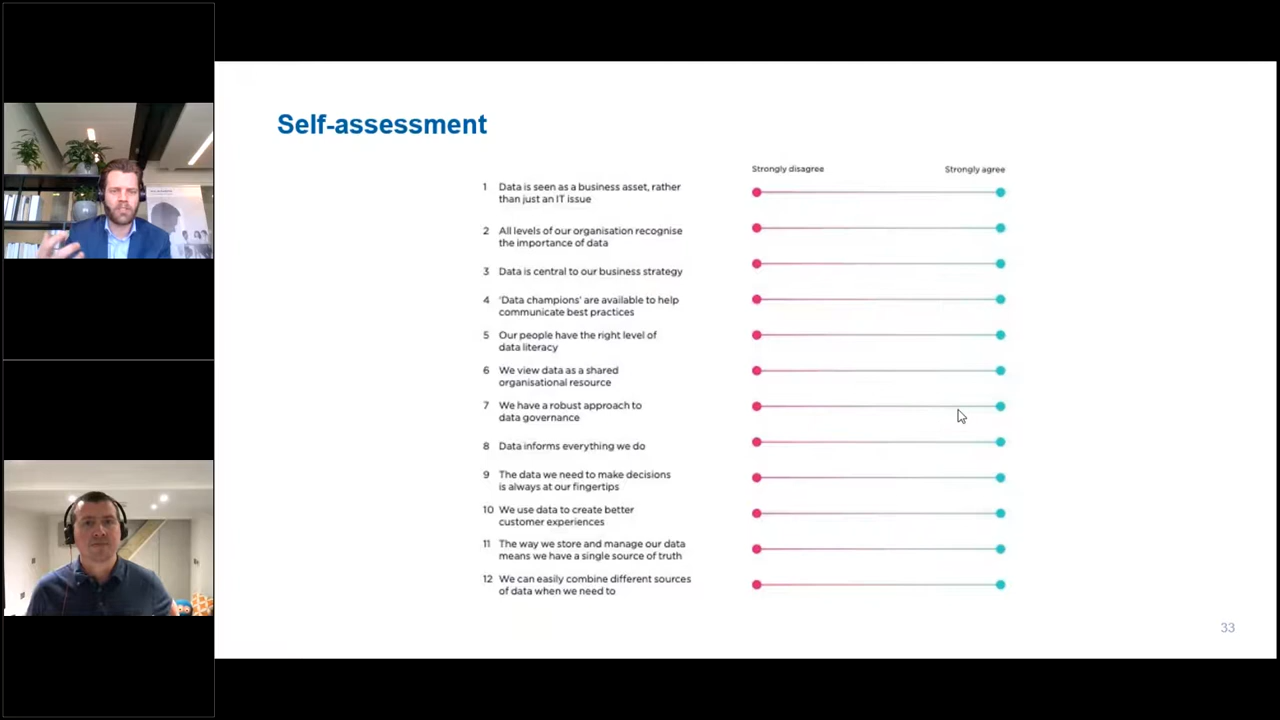 Self-assessment
Strongly disagree
Strongly agree
1 Data is seen as a business asset, rather
than just an IT issue
2 All levels of our organisation recognise
the importance of data
3 Data is central to our business strategy
4 ‘Data champions’ are available to help
communicate best practices
5 Our people have the right level of
data literacy
6 We view data as a shared
organisational resource
7 We have a robust approach to
data governance
8 Data informs everything we do
9 The data we need to make decisions
is always at our fingertips
10 We use data to create better
customer experiences
11 The way we store and manage our data
means we have a single source of truth
12 We can easily combine different sources
of data when we need to
33